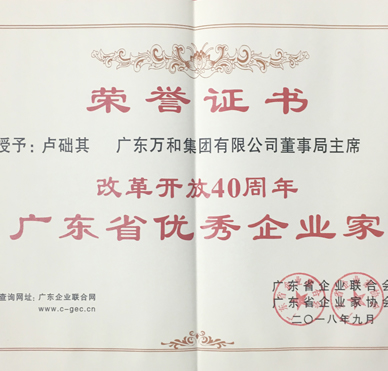 荣誉证书
授予：卢础其 广东万和集团有限公司董事局主席
改革开放40周年
广东省优秀企业家
查询网址：广东企业联合网
www.c-gec.cn
广东省企业联合会
广东省企业家协会
二〇一八年九月